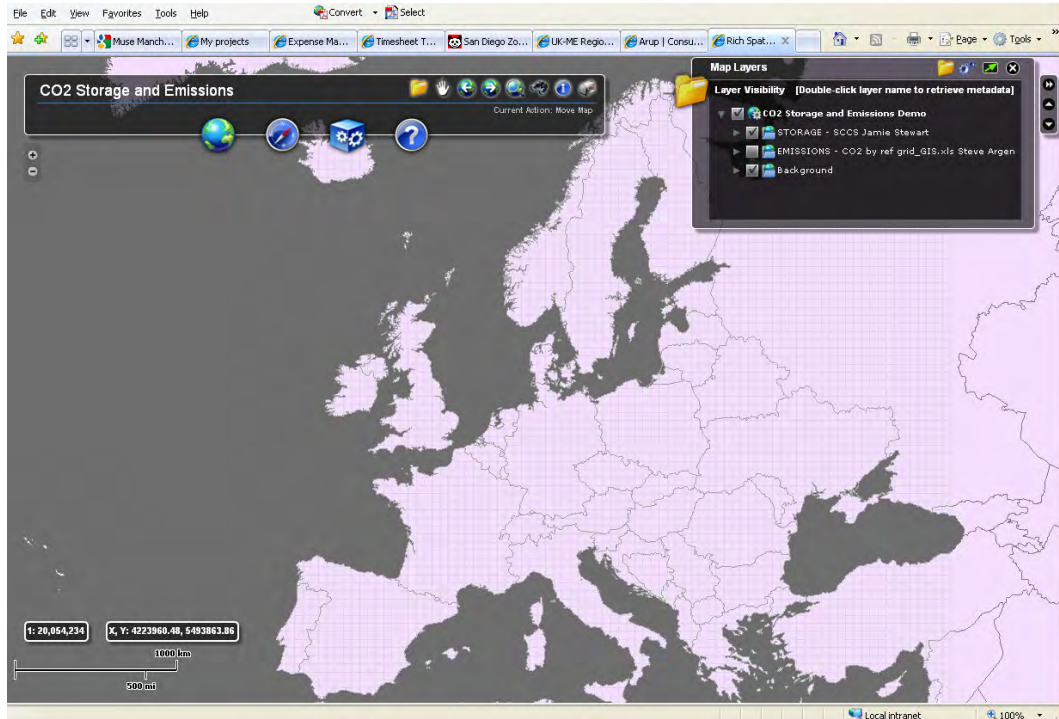 File Edit View Favorites Tools Help Convert Select
Muse Manch... My projects Expense Ma... Timesheet T... San Diego Zo... UK-ME Regio... Arup | Consu... Rich Spat... X Page Tools »
CO2 Storage and Emissions
Current Action: Move Map
Map Layers
Layer Visibility [Double-click layer name to retrieve metadata]
CO2 Storage and Emissions Demo
STORAGE - SCCS Jamie Stewart
EMISSIONS - CO2 by ref grid_GIS.xls Steve Argen
Background
1: 20,054,234
X, Y: 4223960.48, 5493863.86
1000 km
500 mi
Local intranet 100%